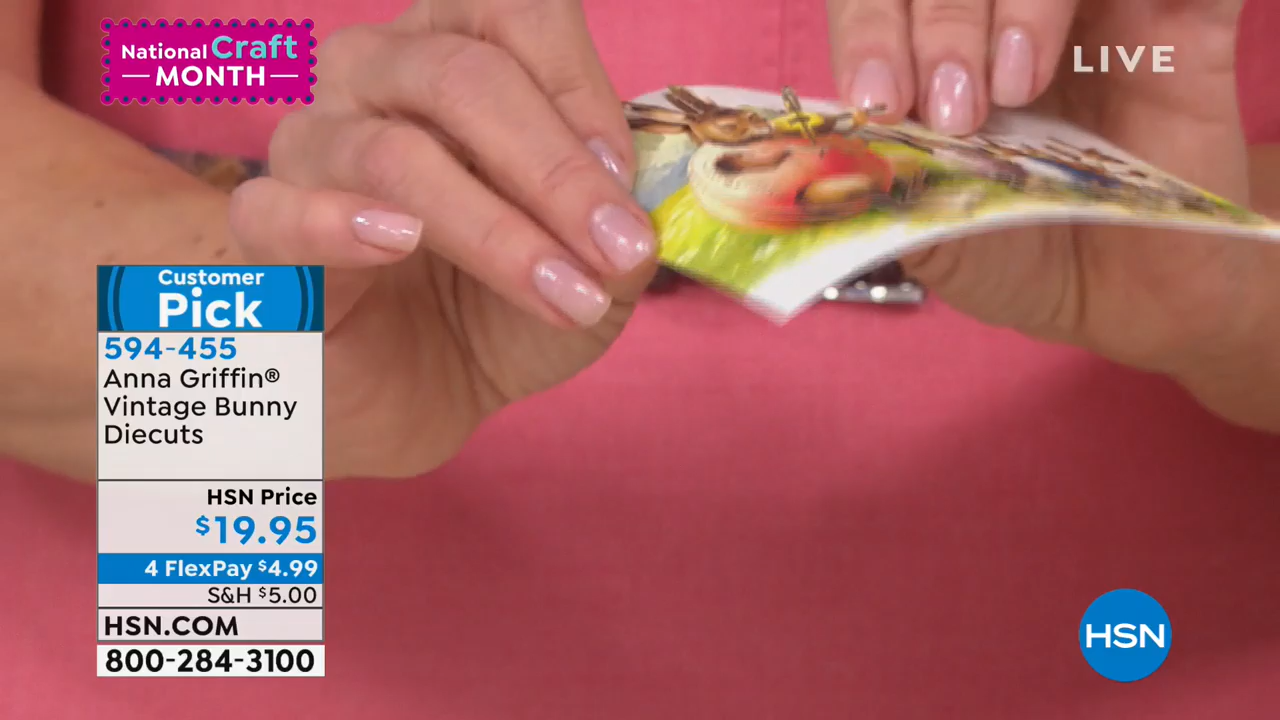 National Craft
MONTH
LIVE
Customer
Pick
594-455
Anna Griffin®
Vintage Bunny
Diecuts
HSN Price
$19.95
4 FlexPay $4.99
S&H $5.00
HSN.COM
800-284-3100
HSN